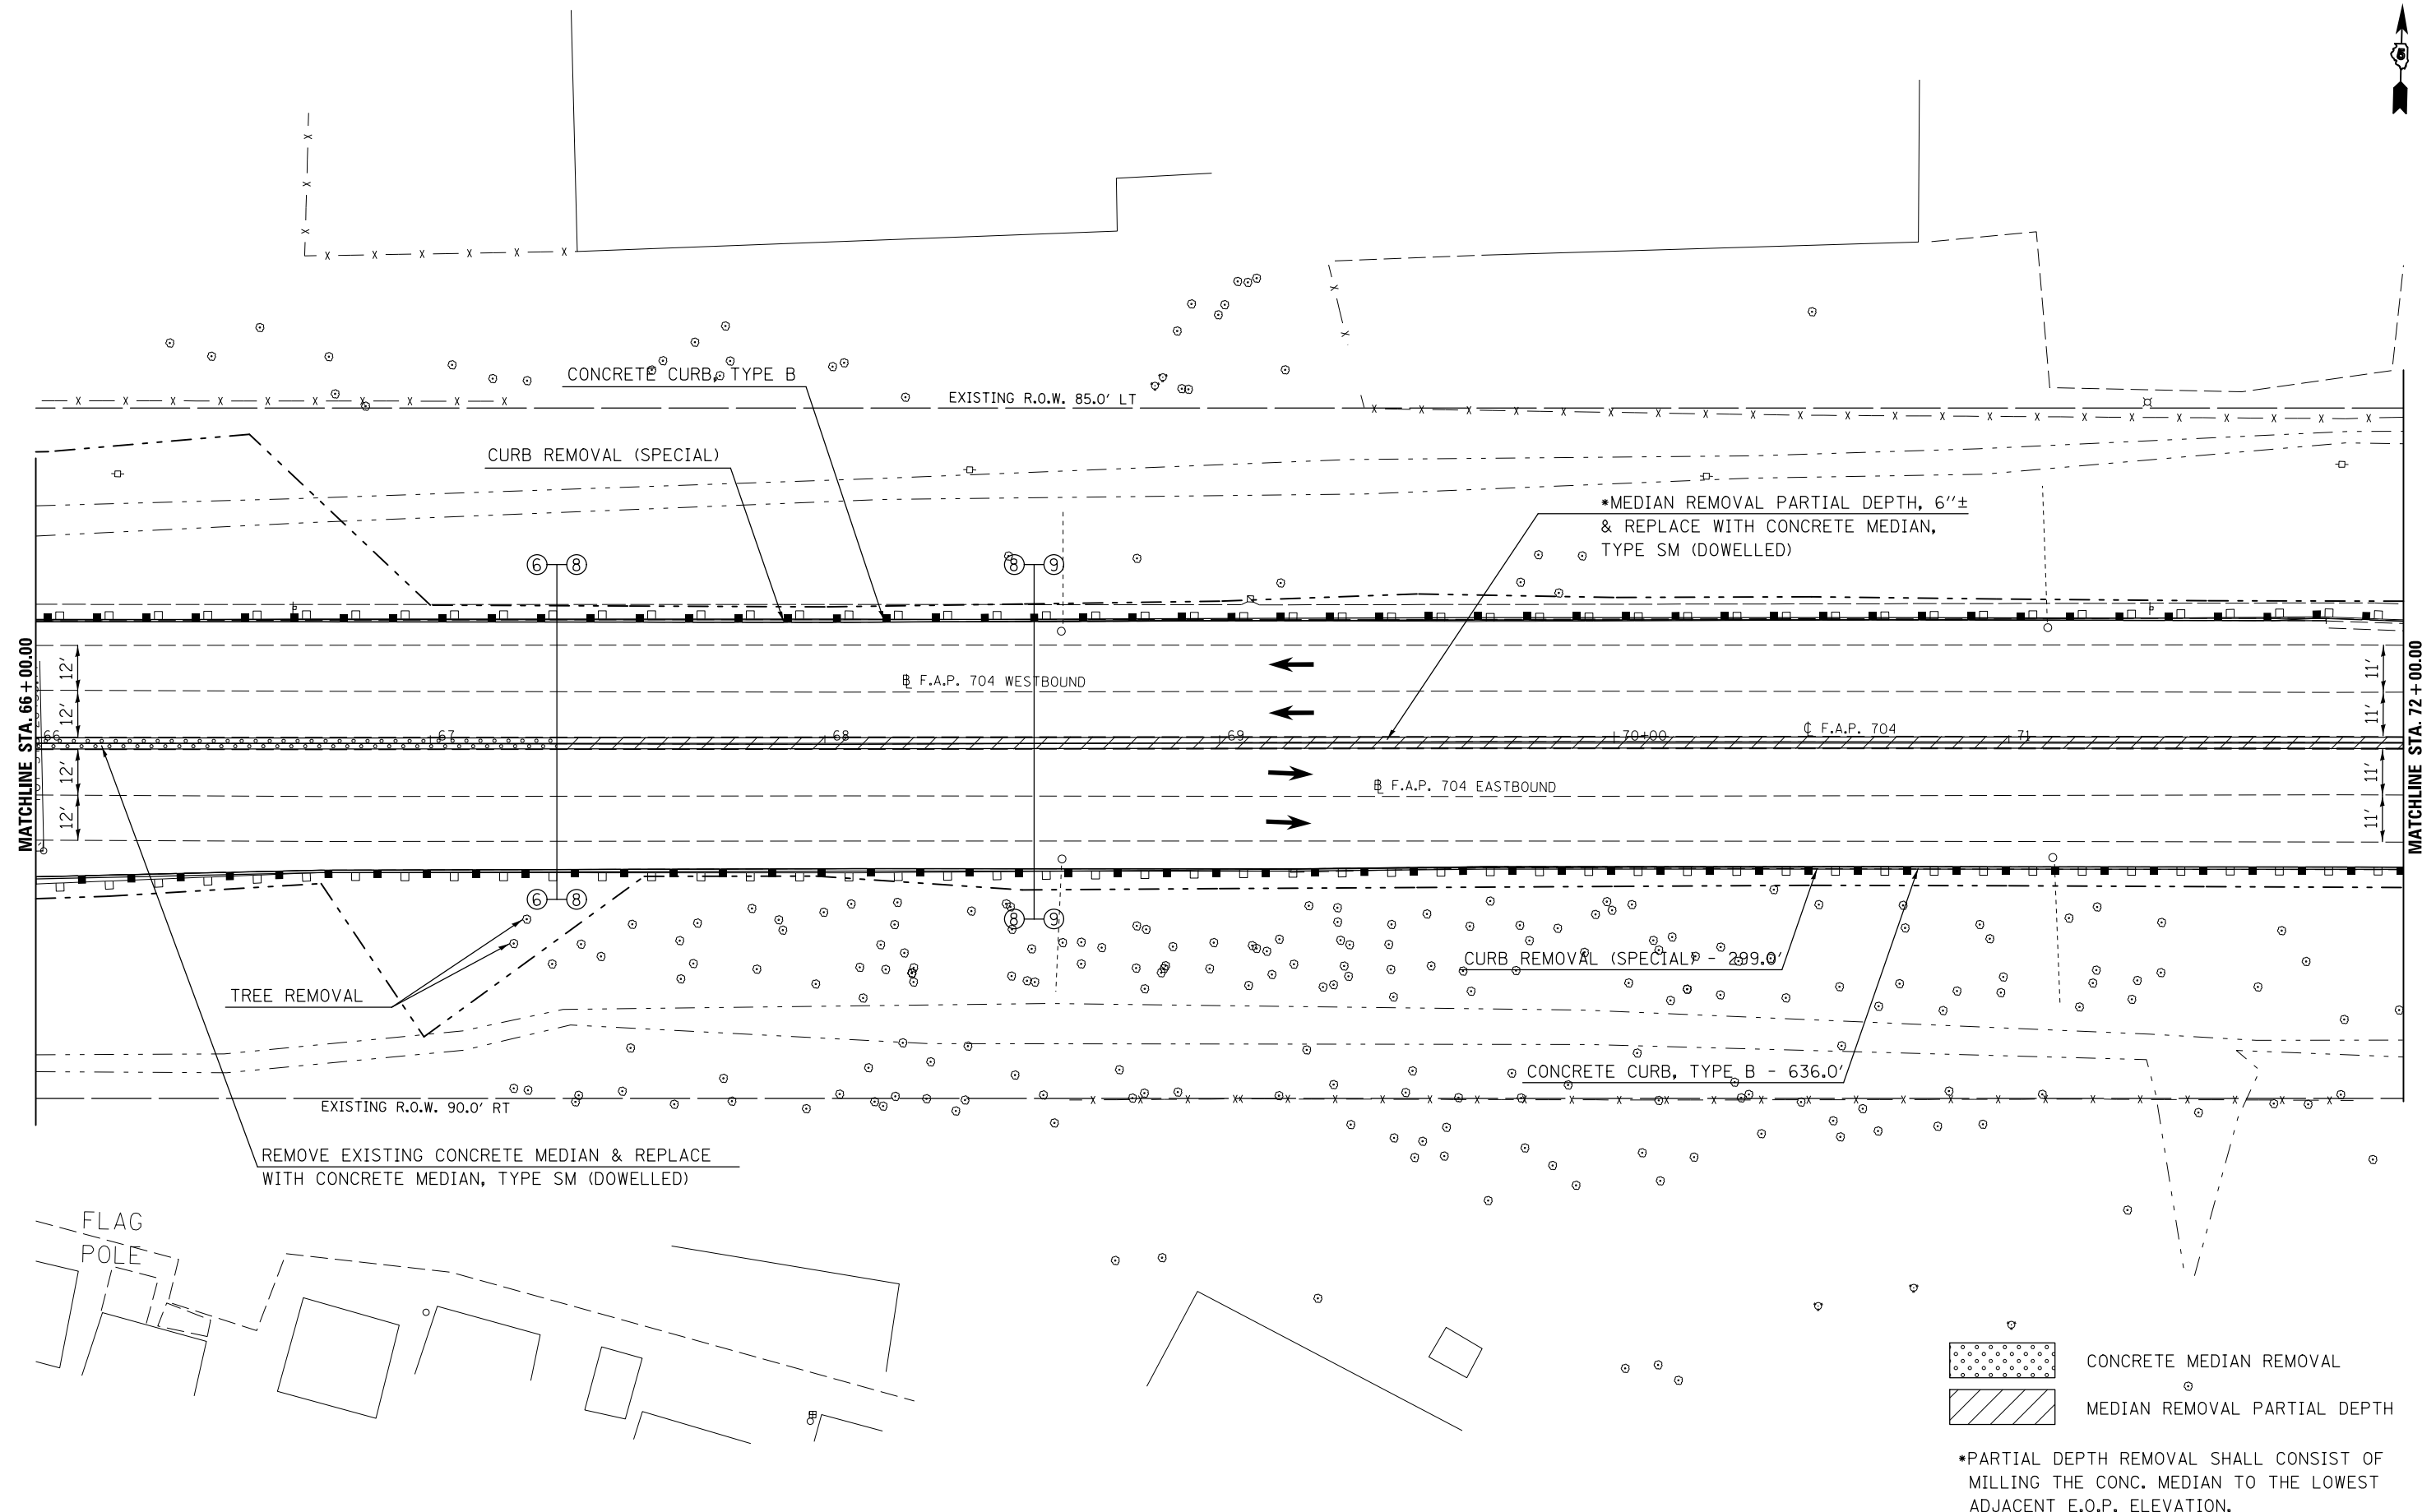 5
CONCRETE CURB, TYPE B
EXISTING R.O.W. 85.0' LT
CURB REMOVAL (SPECIAL)
*MEDIAN REMOVAL PARTIAL DEPTH, 6"±
& REPLACE WITH CONCRETE MEDIAN,
TYPE SM (DOWELLED)
6 8
8 9
MATCHLINE STA. 66+00.00
MATCHLINE STA. 72+00.00
12'
11'
℄ F.A.P. 704 WESTBOUND
12'
11'
66
67
68
69
70+00
℄ F.A.P. 704
71
12'
11'
℄ F.A.P. 704 EASTBOUND
12'
11'
6 8
8 9
CURB REMOVAL (SPECIAL) - 299.0'
TREE REMOVAL
CONCRETE CURB, TYPE B - 636.0'
EXISTING R.O.W. 90.0' RT
REMOVE EXISTING CONCRETE MEDIAN & REPLACE
WITH CONCRETE MEDIAN, TYPE SM (DOWELLED)
FLAG
POLE
CONCRETE MEDIAN REMOVAL
MEDIAN REMOVAL PARTIAL DEPTH
*PARTIAL DEPTH REMOVAL SHALL CONSIST OF
MILLING THE CONC. MEDIAN TO THE LOWEST
ADJACENT E.O.P. ELEVATION.